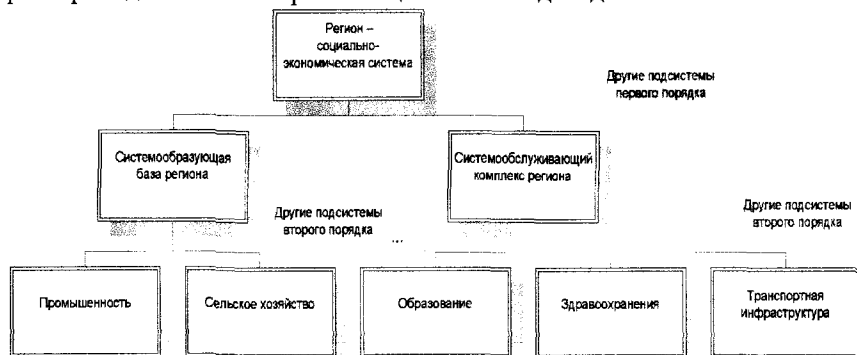 Регион –
социально-
экономическая система
Другие подсистемы
первого порядка
Системообразующая
база региона
Системообслуживающий
комплекс региона
Другие подсистемы
второго порядка
...
Другие подсистемы
второго порядка
Промышенность
Сельское хозяйство
Образование
Здравоохранения
Транспортная
инфраструктура